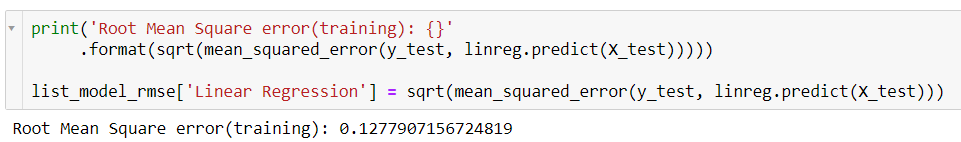 print('Root Mean Square error(training): {}'
.format(sqrt(mean_squared_error(y_test, linreg.predict(X_test)))))
list_model_rmse['Linear Regression'] = sqrt(mean_squared_error(y_test, linreg.predict(X_test)))
Root Mean Square error(training): 0.1277907156724819